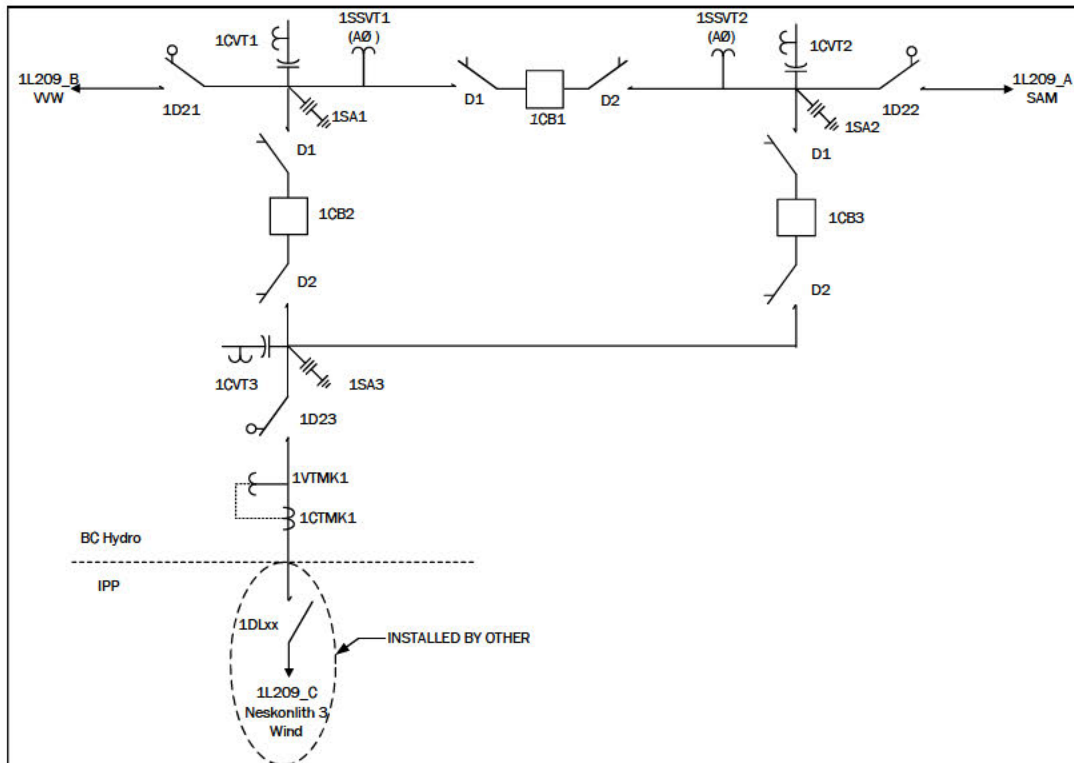 1SSVT1
(AØ)
1SSVT2
(AØ)
1CVT1
1CVT2
1L209_B
VVW
1L209_A
SAM
1D21
D1
D2
1CB1
1D22
1SA1
1SA2
D1
D1
1CB2
1CB3
D2
D2
1CVT3
1SA3
1D23
1VTMK1
1CTMK1
BC Hydro
IPP
1DLxx
INSTALLED BY OTHER
1L209_C
Neskonlith 3
Wind